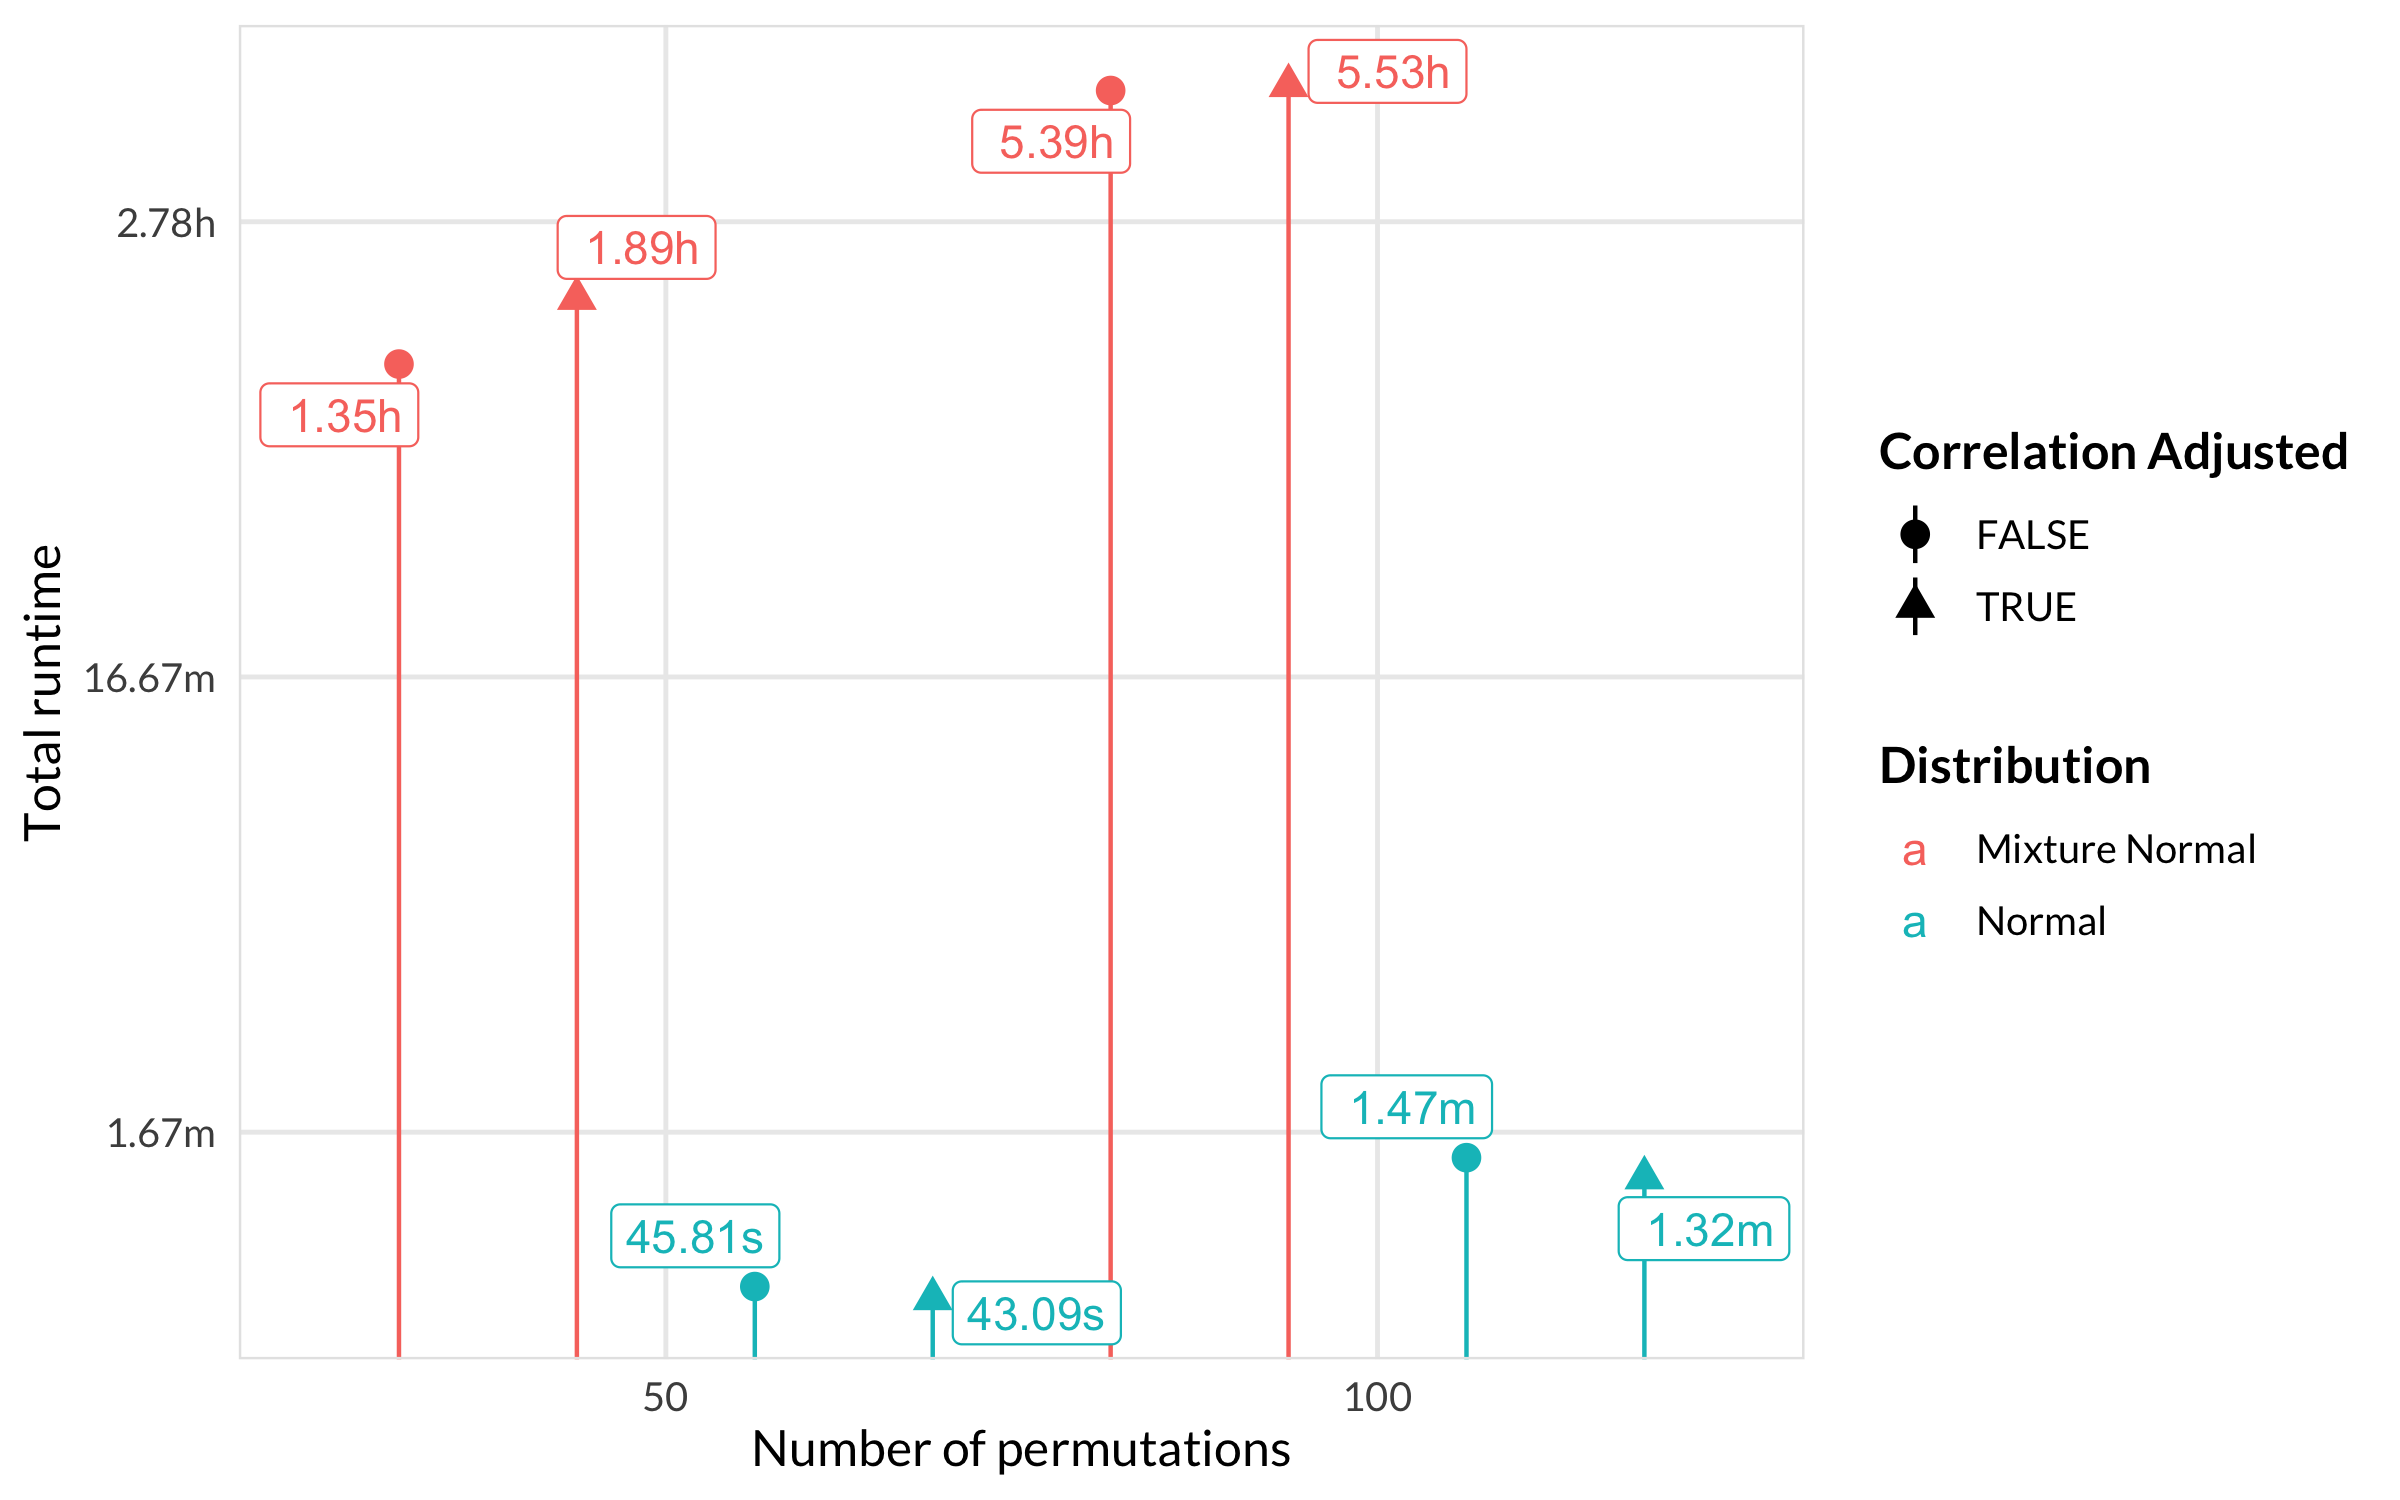 5.53h
5.39h
2.78h
1.89h
1.35h
16.67m
1.67m
1.47m
45.81s
1.32m
43.09s
50
100
Number of permutations
Total runtime
Correlation Adjusted
FALSE
TRUE
Distribution
a Mixture Normal
a Normal